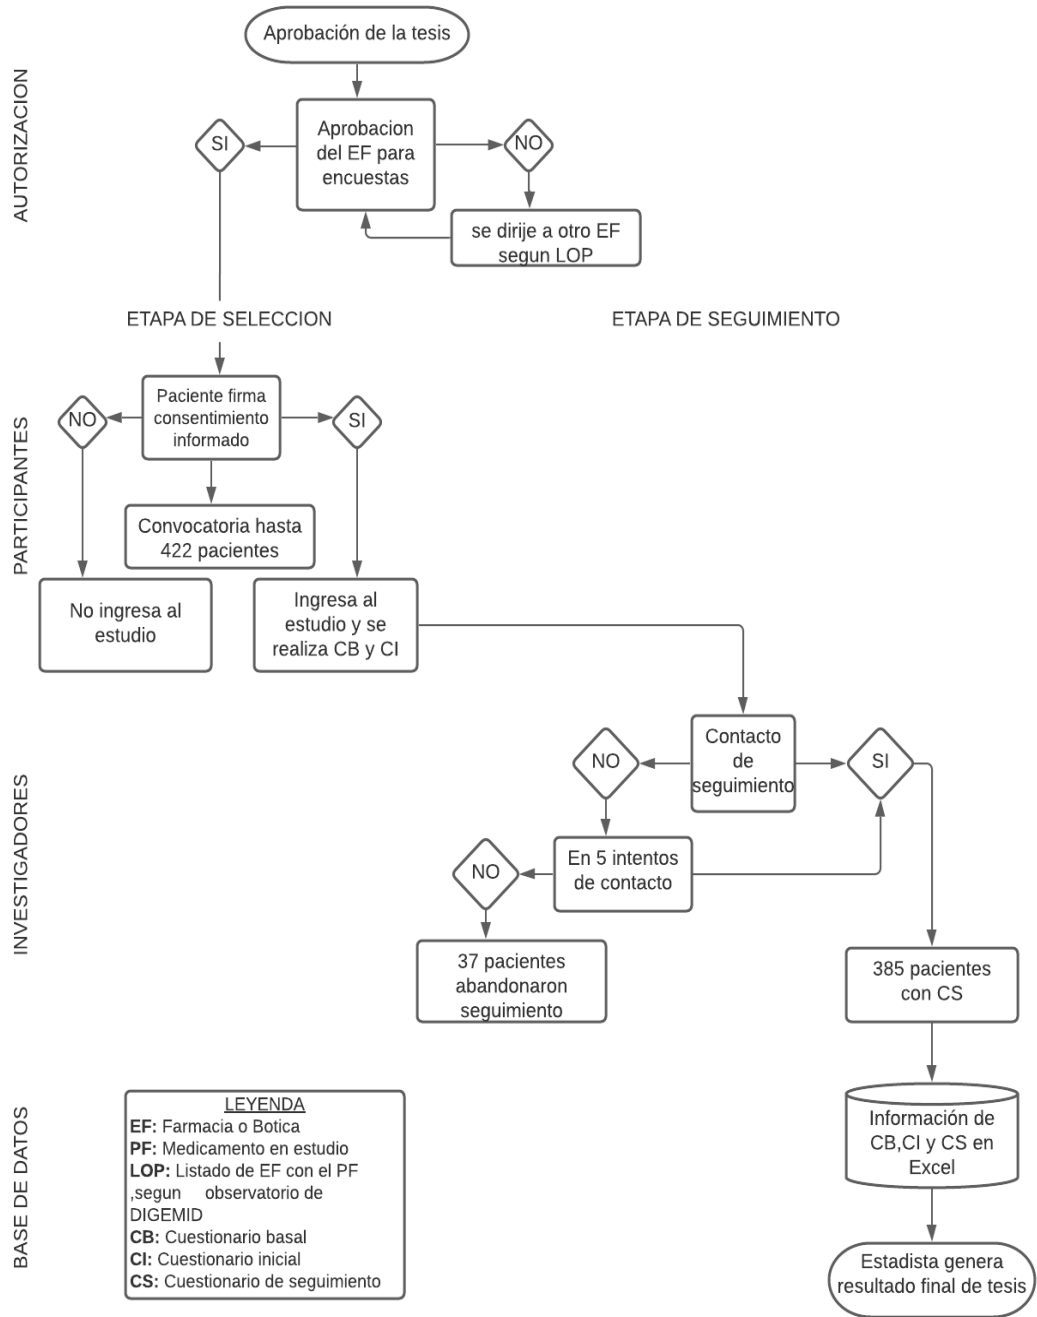 Aprobación de la tesis
AUTORIZACION
SI
Aprobacion
del EF para
encuestas
NO
se dirije a otro EF
segun LOP
ETAPA DE SELECCION
ETAPA DE SEGUIMIENTO
PARTICIPANTES
NO
Paciente firma
consentimiento
informado
SI
Convocatoria hasta
422 pacientes
No ingresa al
estudio
Ingresa al
estudio y se
realiza CB y CI
INVESTIGADORES
NO
Contacto
de
seguimiento
SI
NO
En 5 intentos
de contacto
37 pacientes
abandonaron
seguimiento
385 pacientes
con CS
BASE DE DATOS
LEYENDA
EF: Farmacia o Botica
PF: Medicamento en estudio
LOP: Listado de EF con el PF
,segun observatorio de
DIGEMID
CB: Cuestionario basal
CI: Cuestionario inicial
CS: Cuestionario de seguimiento
Información de
CB,CI y CS en
Excel
Estadista genera
resultado final de tesis